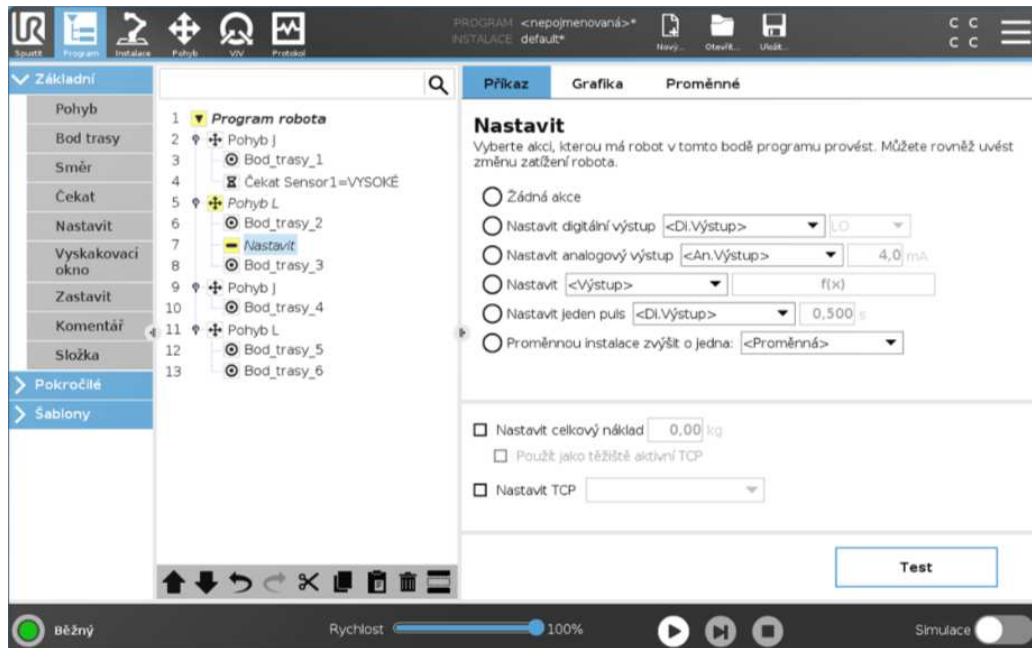 UR
PROGRAM <nepojmenovaná>*
INSTALACE default*
Spustit Program Instalace Pohyb V/V Protokol Nový... Otevřít... Uložit...
C C
C C
Základní
Pohyb
Bod trasy
Směr
Čekat
Nastavit
Vyskakovací
okno
Zastavit
Komentář
Složka
Pokročilé
Šablony
1 Program robota
2 Pohyb J
3 Bod_trasy_1
4 Čekat Sensor1=VYSOKÉ
5 Pohyb L
6 Bod_trasy_2
7 Nastavit
8 Bod_trasy_3
9 Pohyb J
10 Bod_trasy_4
11 Pohyb L
12 Bod_trasy_5
13 Bod_trasy_6
Příkaz Grafika Proměnné
Nastavit
Vyberte akci, kterou má robot v tomto bodě programu provést. Můžete rovněž uvést
změnu zatížení robota.
Žádná akce
Nastavit digitální výstup <DI.Výstup> LO
Nastavit analogový výstup <An.Výstup> 4,0 mA
Nastavit <Výstup> f(x)
Nastavit jeden puls <DI.Výstup> 0,500 s
Proměnnou instalace zvýšit o jedna: <Proměnná>
Nastavit celkový náklad 0,00 kg
Použít jako těžiště aktivní TCP
Nastavit TCP
Test
Běžný Rychlost 100% Simulace